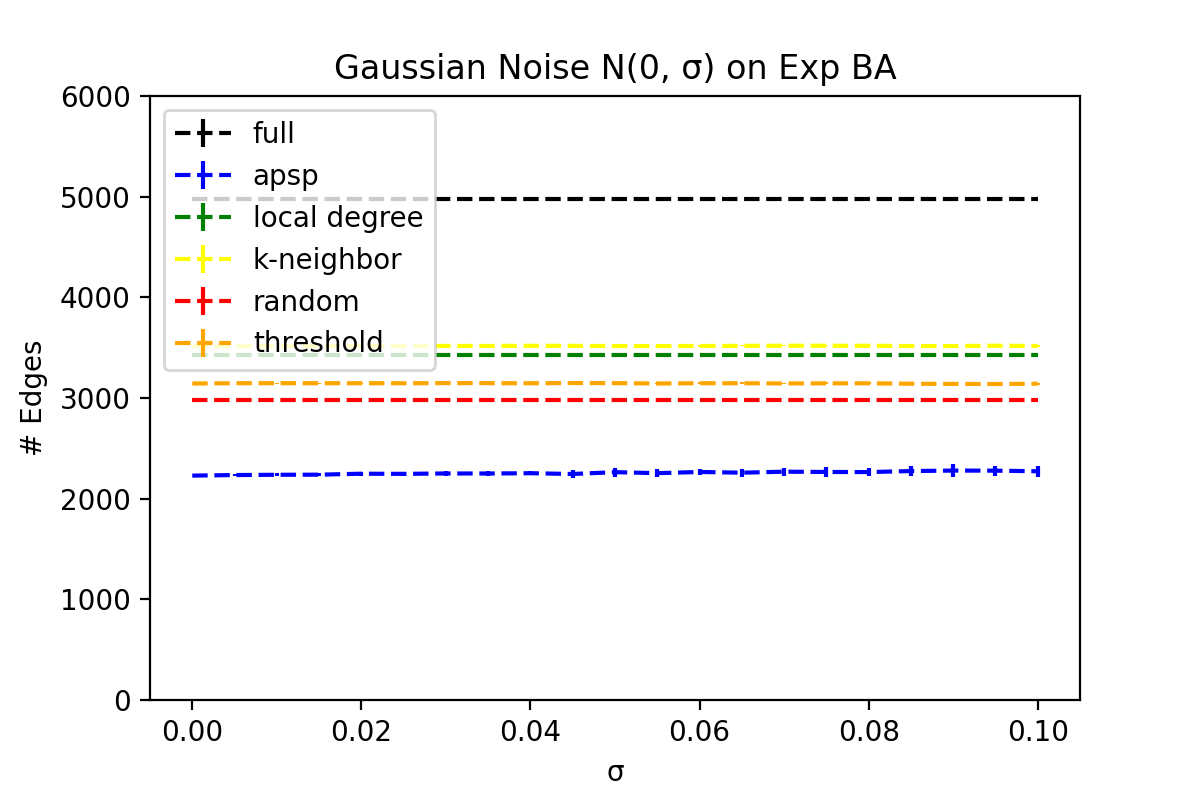 Gaussian Noise N(0, σ) on Exp BA
6000
5000
4000
3000
2000
1000
0
# Edges
full
apsp
local degree
k-neighbor
random
threshold
0.00 0.02 0.04 0.06 0.08 0.10
σ